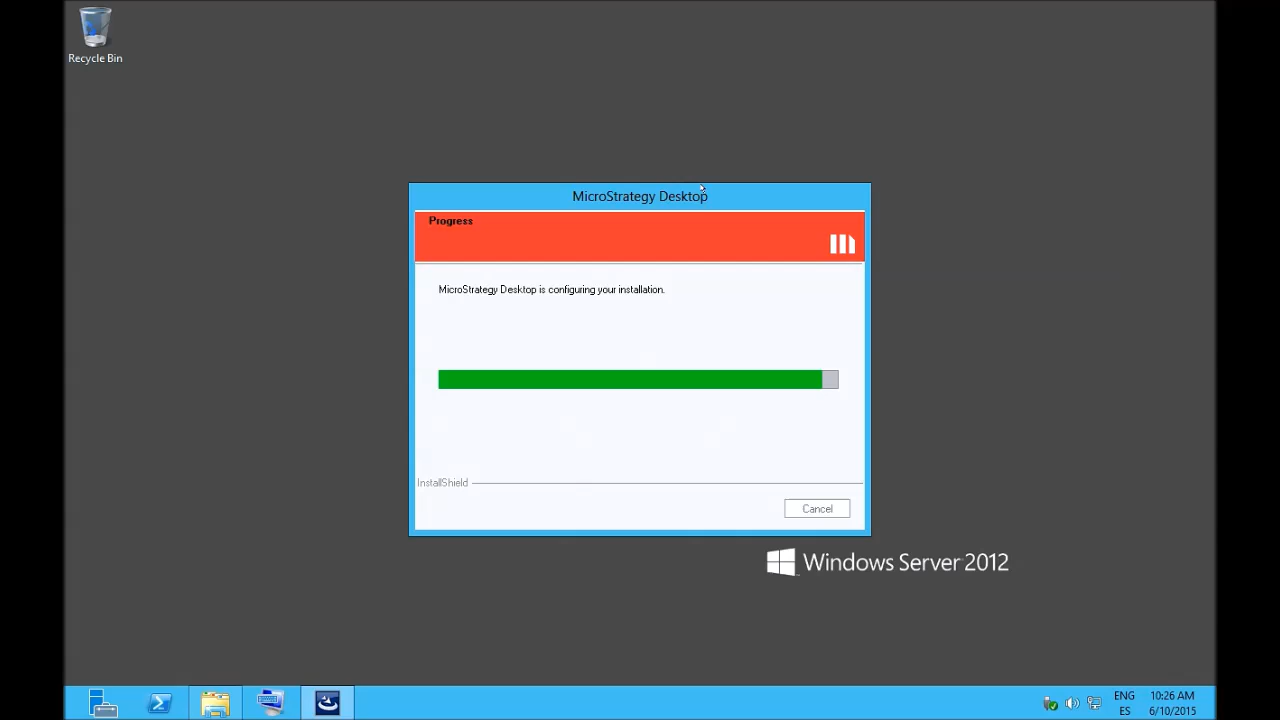 Recycle Bin
MicroStrategy Desktop
Progress
MicroStrategy Desktop is configuring your installation.
InstallShield
Cancel
Windows Server 2012
ENG 10:26 AM
ES 6/10/2015